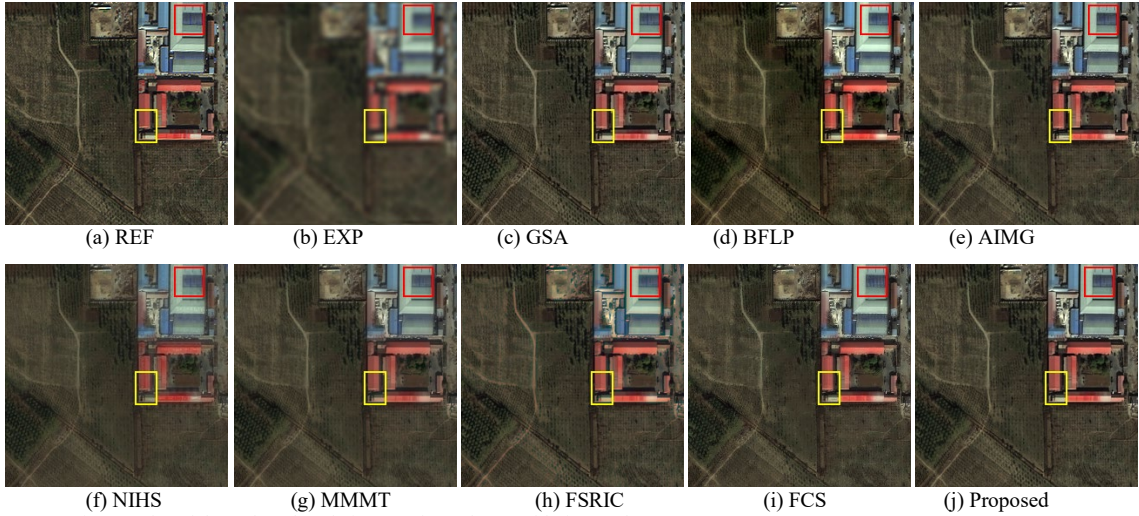 (a) REF
(b) EXP
(c) GSA
(d) BFLP
(e) AIMG
(f) NIHS
(g) MMMT
(h) FSRIC
(i) FCS
(j) Proposed